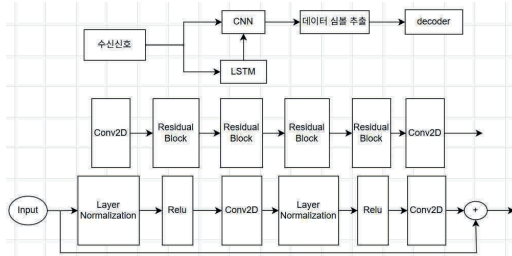 CNN
데이터 심볼 추출
decoder
수신신호
LSTM
Conv2D
Residual
Block
Residual
Block
Residual
Block
Residual
Block
Conv2D
Input
Layer
Normalization
Relu
Conv2D
Layer
Normalization
Relu
Conv2D
+